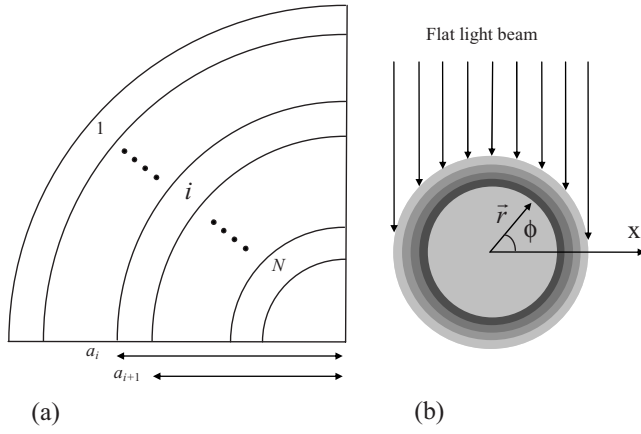 1
i
N
a_i
a_{i+1}
(a)
Flat light beam
r⃗
ϕ
x
(b)